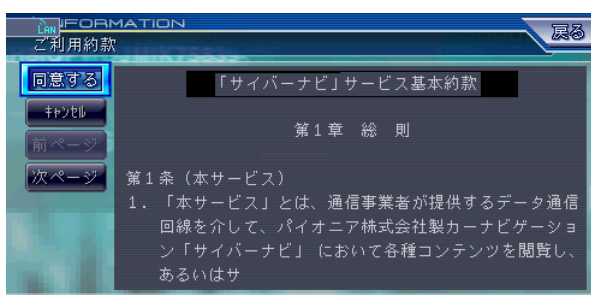 INFORMATION
LAN
戻る
ご利用約款
同意する
キャンセル
前ページ
次ページ
「サイバーナビ」サービス基本約款
第1章 総 則
第1条(本サービス)
1. 「本サービス」とは、通信事業者が提供するデータ通信
回線を介して、パイオニア株式会社製カーナビゲーショ
ン「サイバーナビ」 において各種コンテンツを閲覧し、
あるいはサ